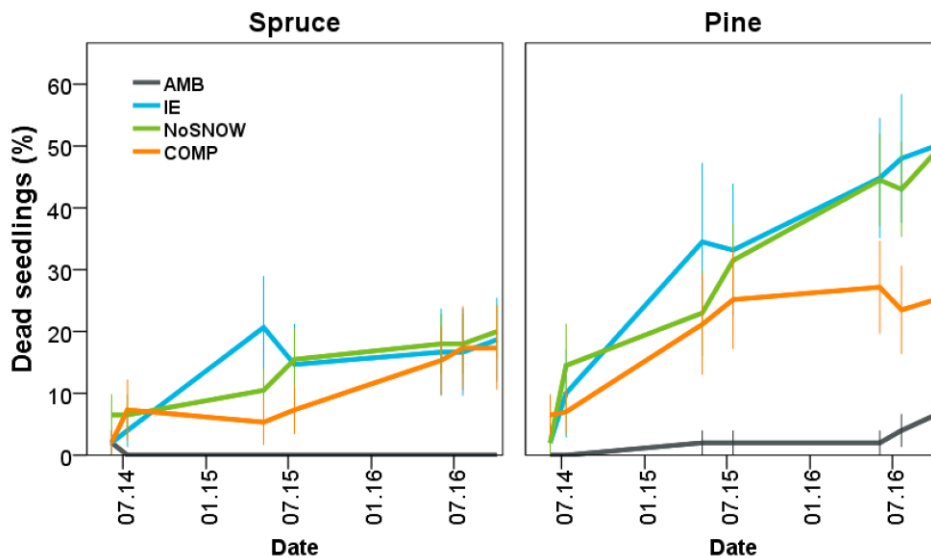 Spruce
Pine
Dead seedlings (%)
60
50
40
30
20
10
0
AMB
IE
NoSNOW
COMP
07.14
01.15
07.15
01.16
07.16
07.14
01.15
07.15
01.16
07.16
Date
Date